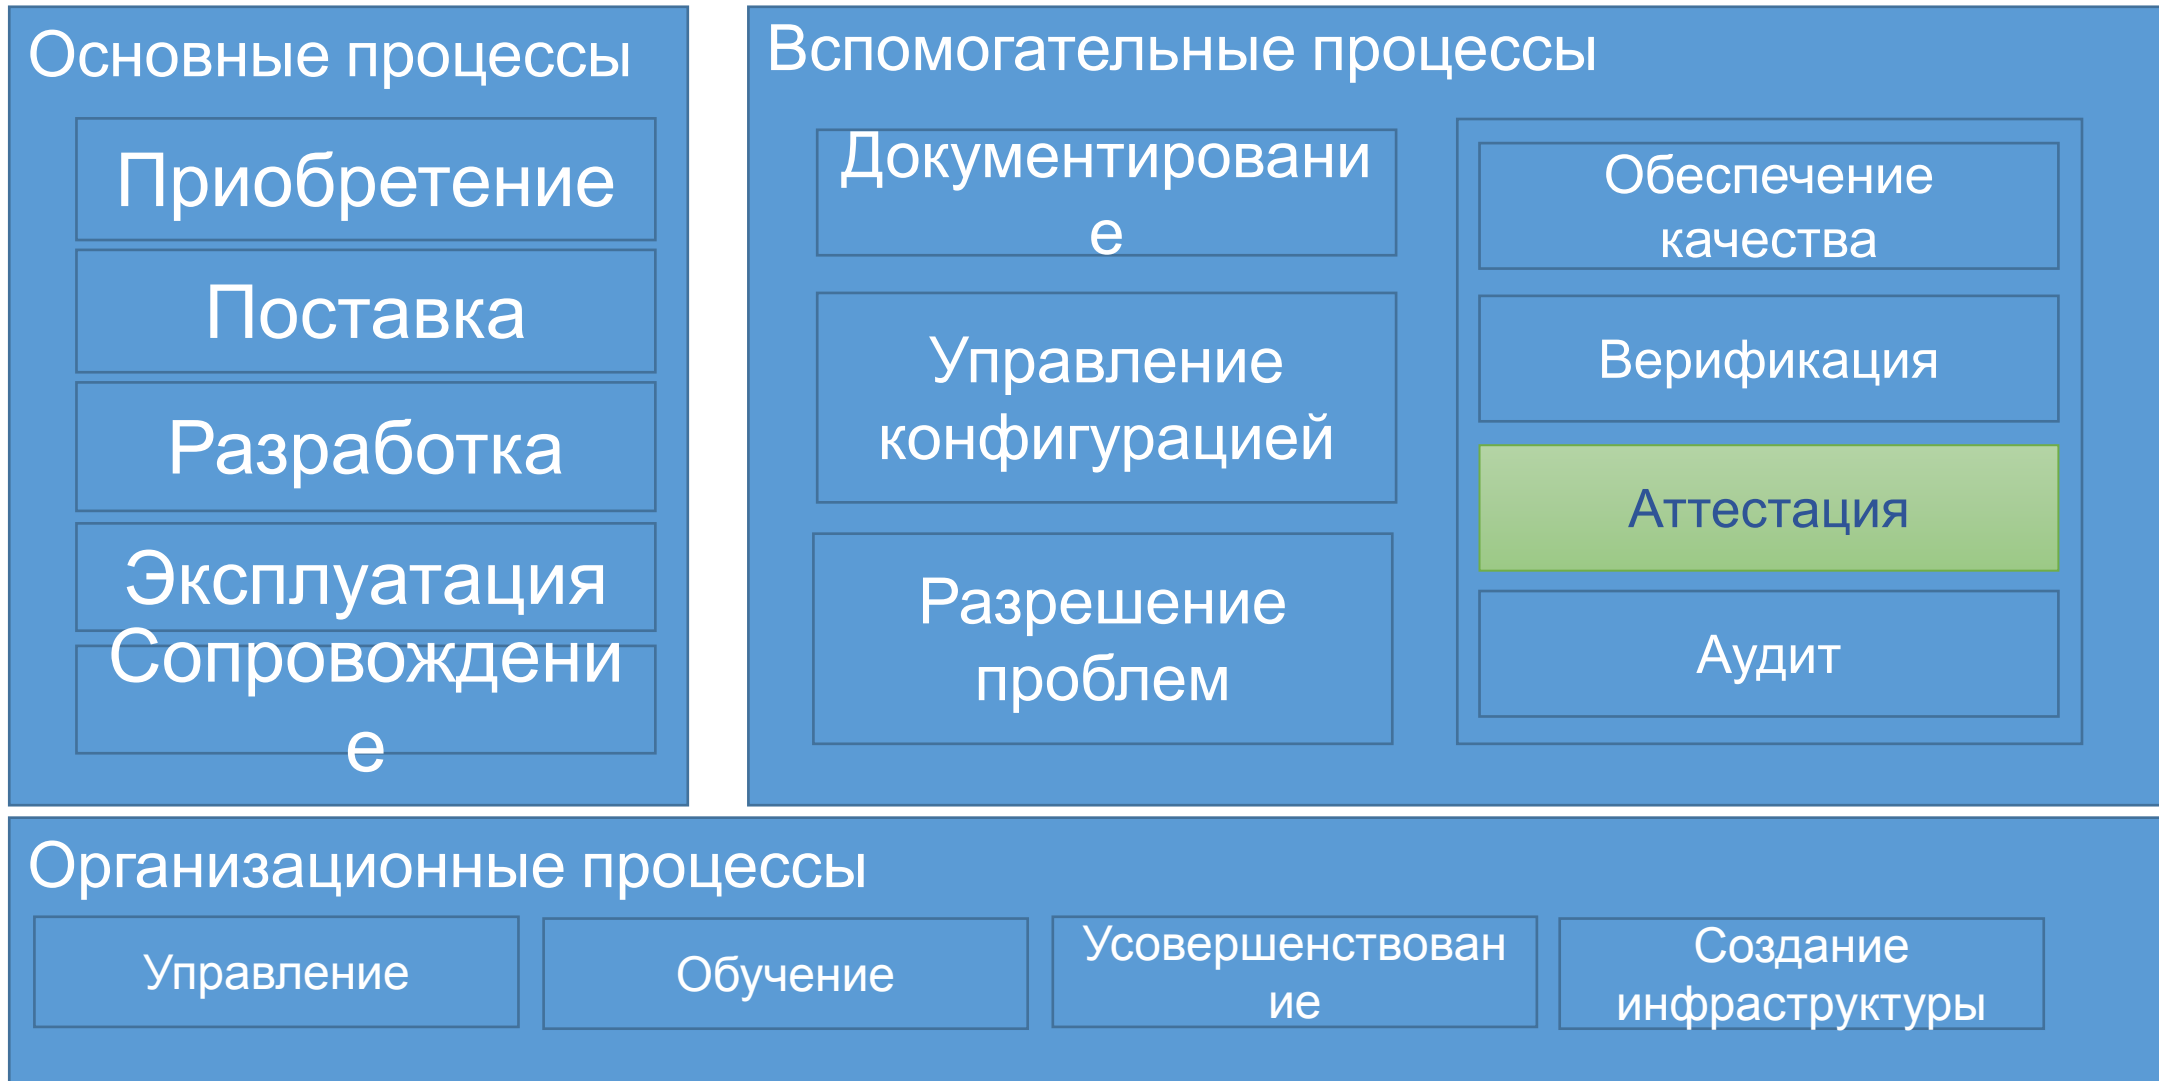 Основные процессы
Приобретение
Поставка
Разработка
Эксплуатация
Сопровождени
е
Вспомогательные процессы
Документировани
е
Управление
конфигурацией
Разрешение
проблем
Обеспечение
качества
Верификация
Аттестация
Аудит
Организационные процессы
Управление
Обучение
Усовершенствован
ие
Создание
инфраструктуры